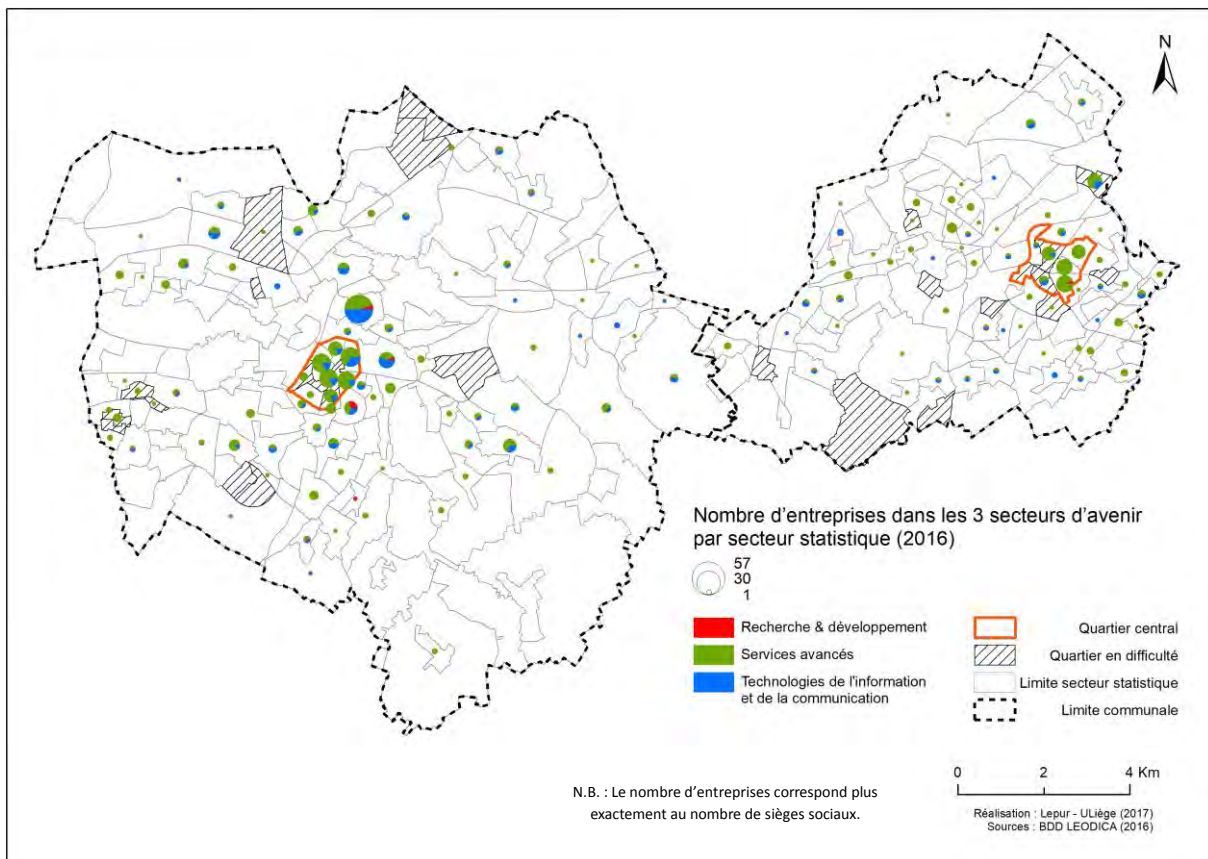 N
Nombre d'entreprises dans les 3 secteurs d'avenir
par secteur statistique (2016)
57
30
1
Recherche & développement
Services avancés
Technologies de l'information
et de la communication
Quartier central
Quartier en difficulté
Limite secteur statistique
Limite communale
0 2 4 Km
N.B. : Le nombre d'entreprises correspond plus
exactement au nombre de sièges sociaux.
Réalisation : Lepur - ULiège (2017)
Sources : BDD LEODICA (2016)